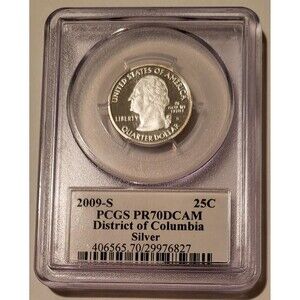 UNITED STATES OF AMERICA
LIBERTY
IN
GOD WE
TRUST
S
QUARTER DOLLAR
2009-S 25C
PCGS PR70DCAM
District of Columbia
Silver
406565.70/29976827